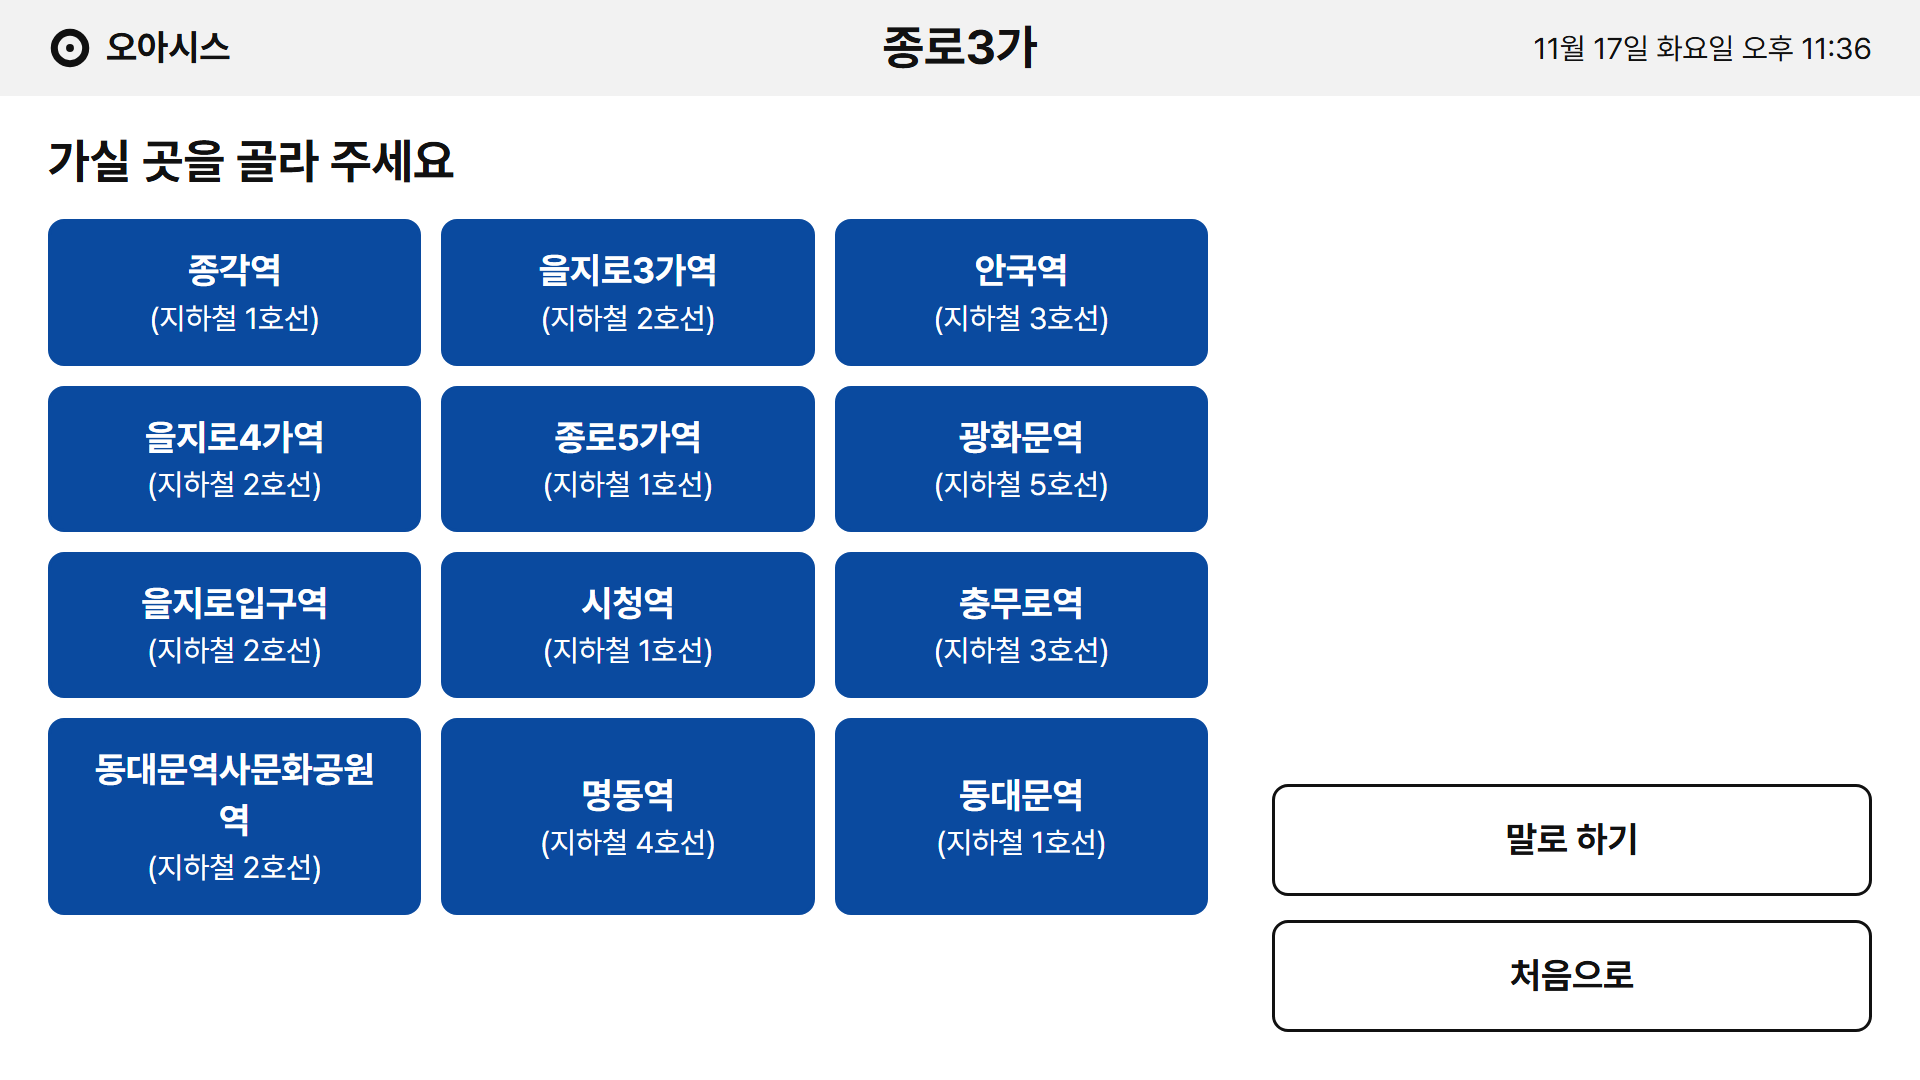 오아시스
종로3가
11월 17일 화요일 오후 11:36
가실 곳을 골라 주세요
종각역
(지하철 1호선)
을지로3가역
(지하철 2호선)
안국역
(지하철 3호선)
을지로4가역
(지하철 2호선)
종로5가역
(지하철 1호선)
광화문역
(지하철 5호선)
을지로입구역
(지하철 2호선)
시청역
(지하철 1호선)
충무로역
(지하철 3호선)
동대문역사문화공원
역
(지하철 2호선)
명동역
(지하철 4호선)
동대문역
(지하철 1호선)
말로 하기
처음으로